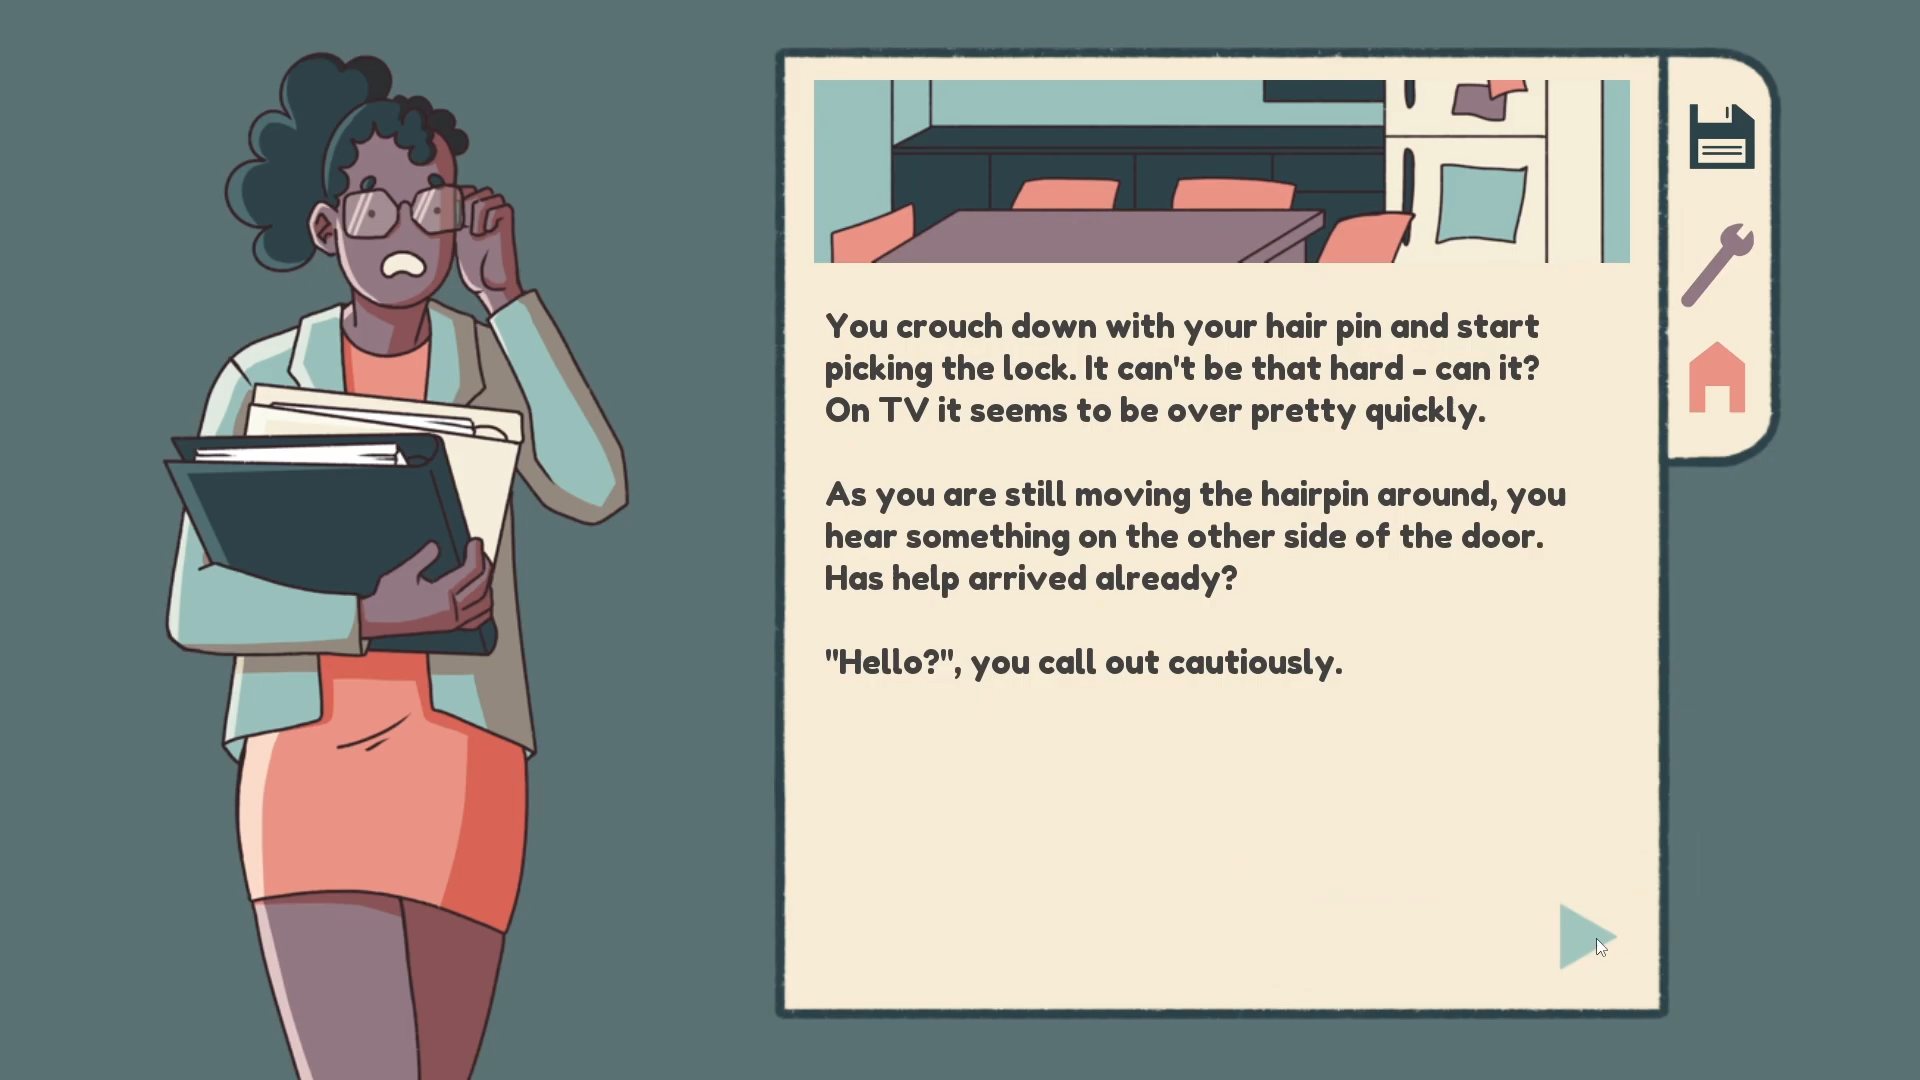 You crouch down with your hair pin and start
picking the lock. It can't be that hard - can it?
On TV it seems to be over pretty quickly.
As you are still moving the hairpin around, you
hear something on the other side of the door.
Has help arrived already?
"Hello?", you call out cautiously.